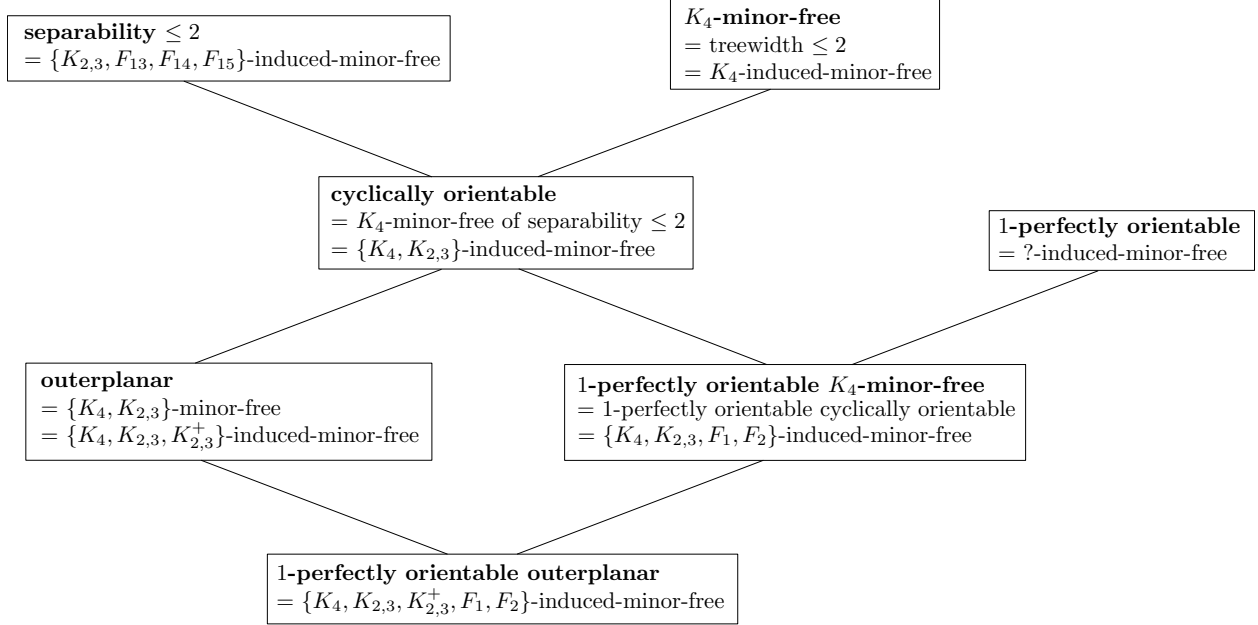 separability ≤ 2
= {K_{2,3}, F_{13}, F_{14}, F_{15}}-induced-minor-free
K_4-minor-free
= treewidth ≤ 2
= K_4-induced-minor-free
cyclically orientable
= K_4-minor-free of separability ≤ 2
= {K_4, K_{2,3}}-induced-minor-free
1-perfectly orientable
= ?-induced-minor-free
outerplanar
= {K_4, K_{2,3}}-minor-free
= {K_4, K_{2,3}, K_{2,3}^+}-induced-minor-free
1-perfectly orientable K_4-minor-free
= 1-perfectly orientable cyclically orientable
= {K_4, K_{2,3}, F_1, F_2}-induced-minor-free
1-perfectly orientable outerplanar
= {K_4, K_{2,3}, K_{2,3}^+, F_1, F_2}-induced-minor-free